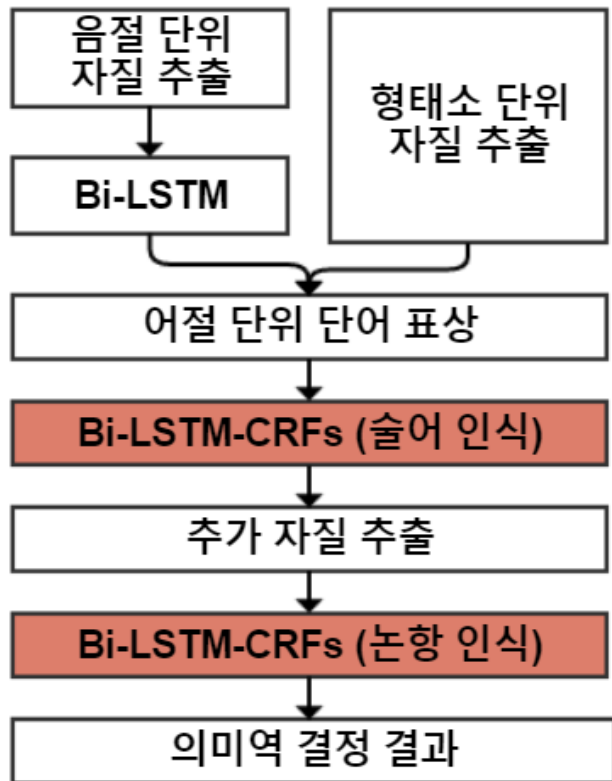 음절 단위
자질 추출
형태소 단위
자질 추출
Bi-LSTM
어절 단위 단어 표상
Bi-LSTM-CRFs (술어 인식)
추가 자질 추출
Bi-LSTM-CRFs (논항 인식)
의미역 결정 결과